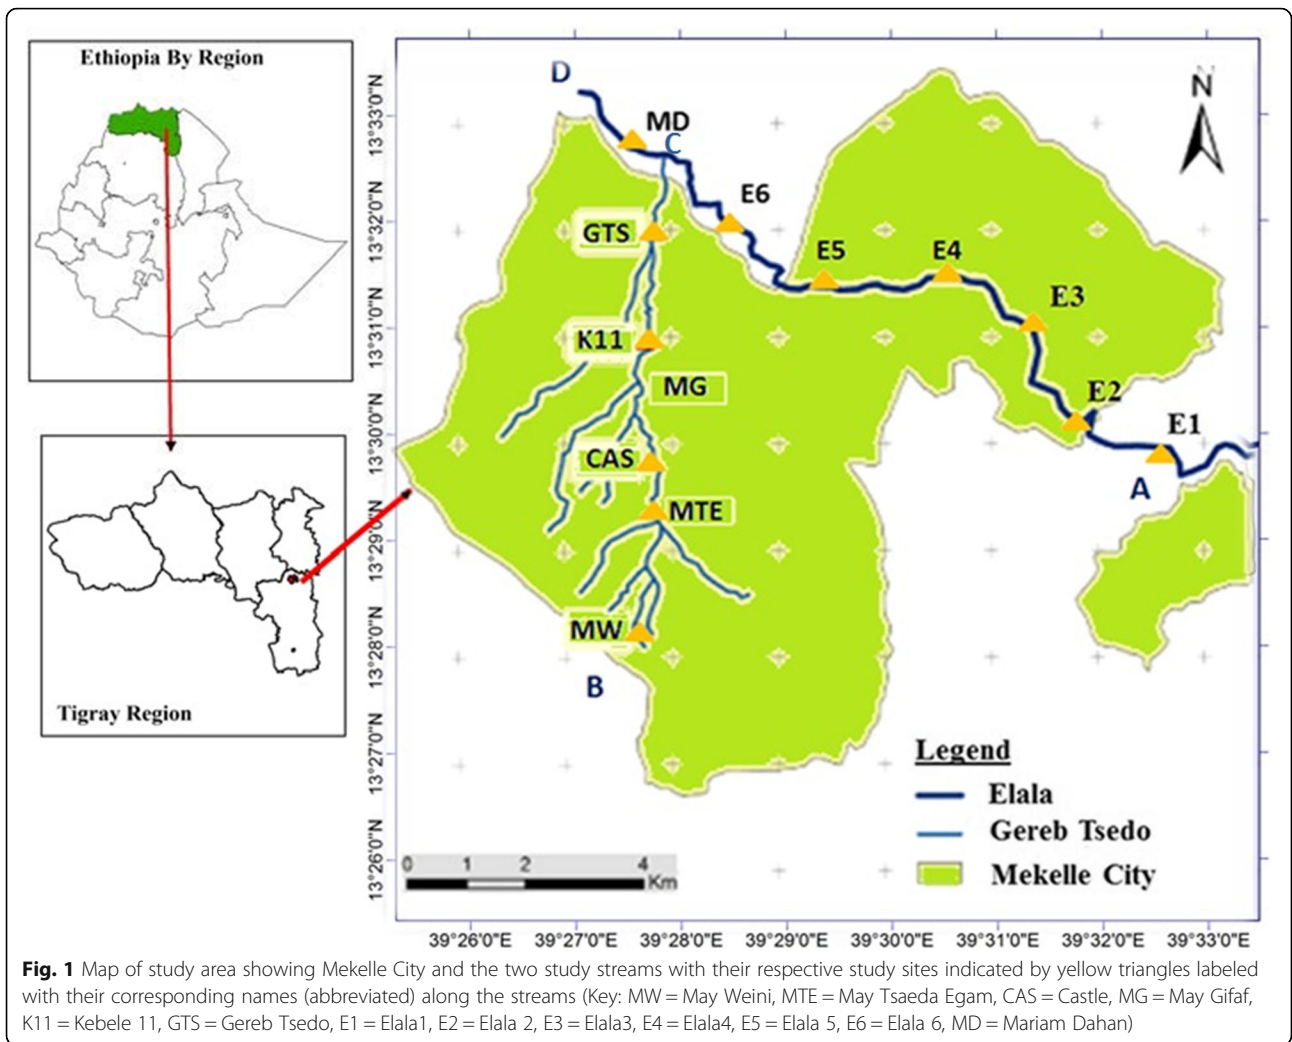 Ethiopia By Region
Tigray Region
D
MD
C
N
E6
GTS
E5
E4
E3
K11
MG
E2
E1
CAS
A
MTE
MW
B
Legend
Elala
Gereb Tsedo
Mekelle City
0 1 2 4
Km
13°33'0"N
13°32'0"N
13°31'0"N
13°30'0"N
13°29'0"N
13°28'0"N
13°27'0"N
13°26'0"N
39°26'0"E 39°27'0"E 39°28'0"E 39°29'0"E 39°30'0"E 39°31'0"E 39°32'0"E 39°33'0"E
Fig. 1 Map of study area showing Mekelle City and the two study streams with their respective study sites indicated by yellow triangles labeled
with their corresponding names (abbreviated) along the streams (Key: MW = May Weini, MTE = May Tsaeda Egam, CAS = Castle, MG = May Gifaf,
K11 = Kebele 11, GTS = Gereb Tsedo, E1 = Elala1, E2 = Elala 2, E3 = Elala3, E4 = Elala4, E5 = Elala 5, E6 = Elala 6, MD = Mariam Dahan)